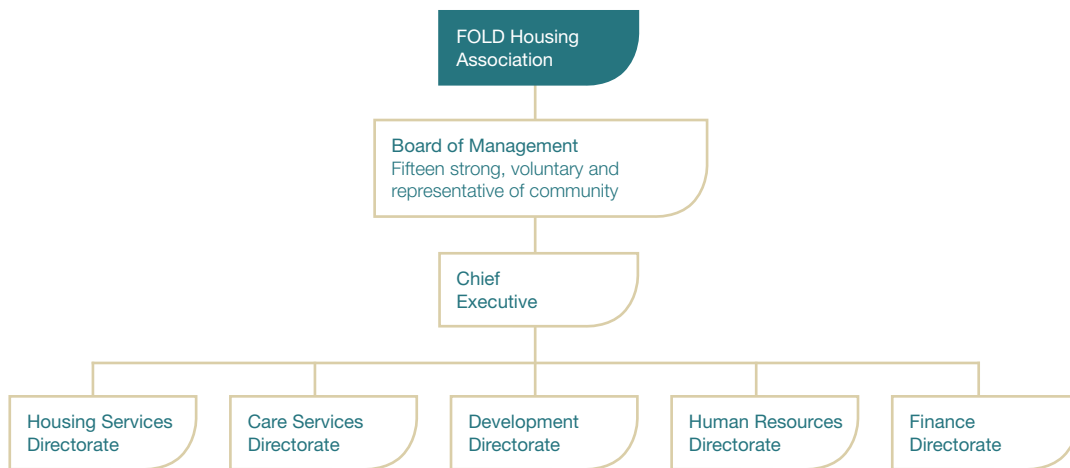 FOLD Housing
Association
Board of Management
Fifteen strong, voluntary and
representative of community
Chief
Executive
Housing Services
Directorate
Care Services
Directorate
Development
Directorate
Human Resources
Directorate
Finance
Directorate